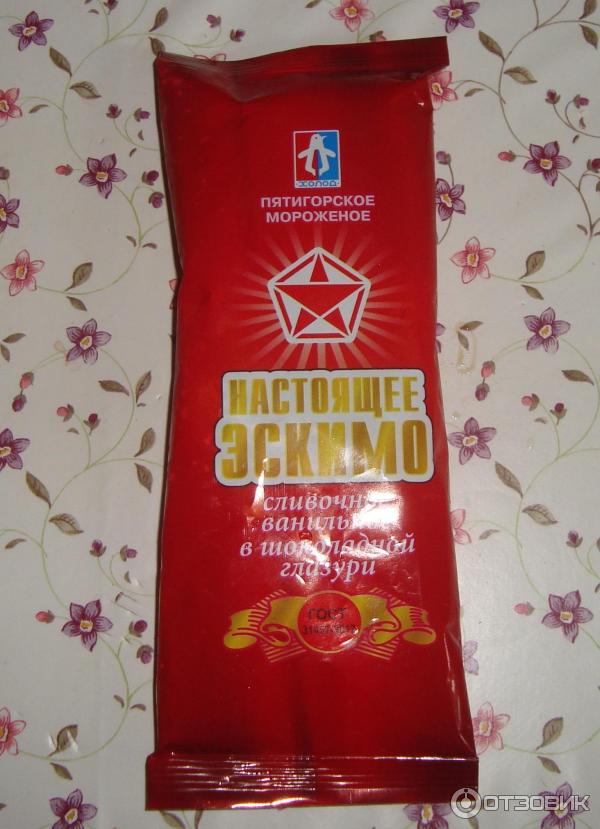 ХОЛОД
ПЯТИГОРСКОЕ
МОРОЖЕНОЕ
НАСТОЯЩЕЕ
ЭСКИМО
в шоколадной
глазури
ГОСТ
ОТЗОВИК